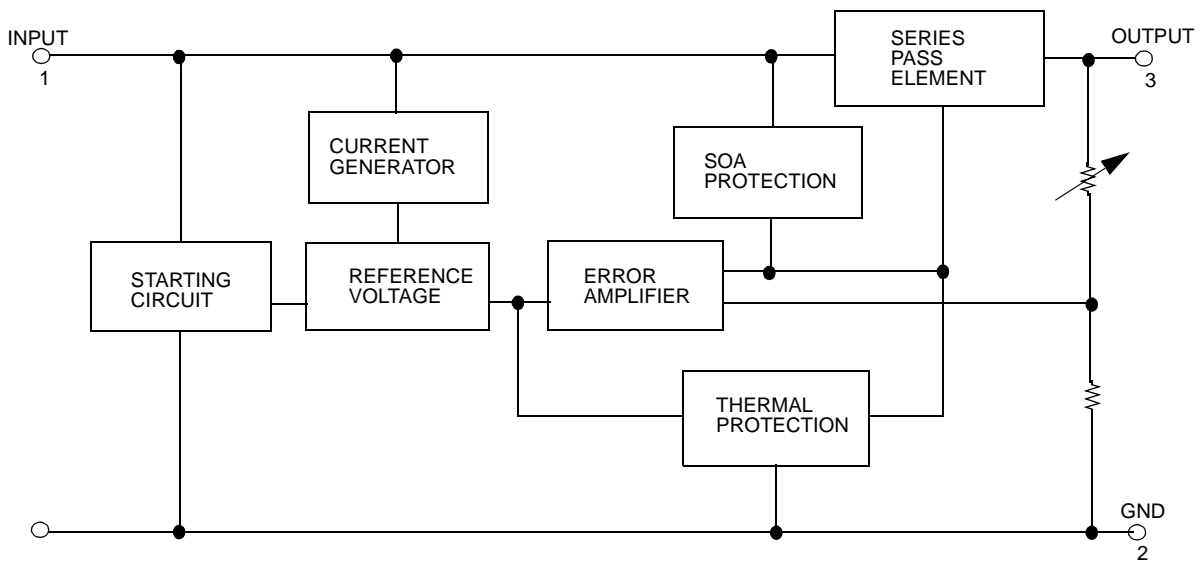 INPUT
1
SERIES
PASS
ELEMENT
OUTPUT
3
CURRENT
GENERATOR
SOA
PROTECTION
STARTING
CIRCUIT
REFERENCE
VOLTAGE
ERROR
AMPLIFIER
THERMAL
PROTECTION
GND
2